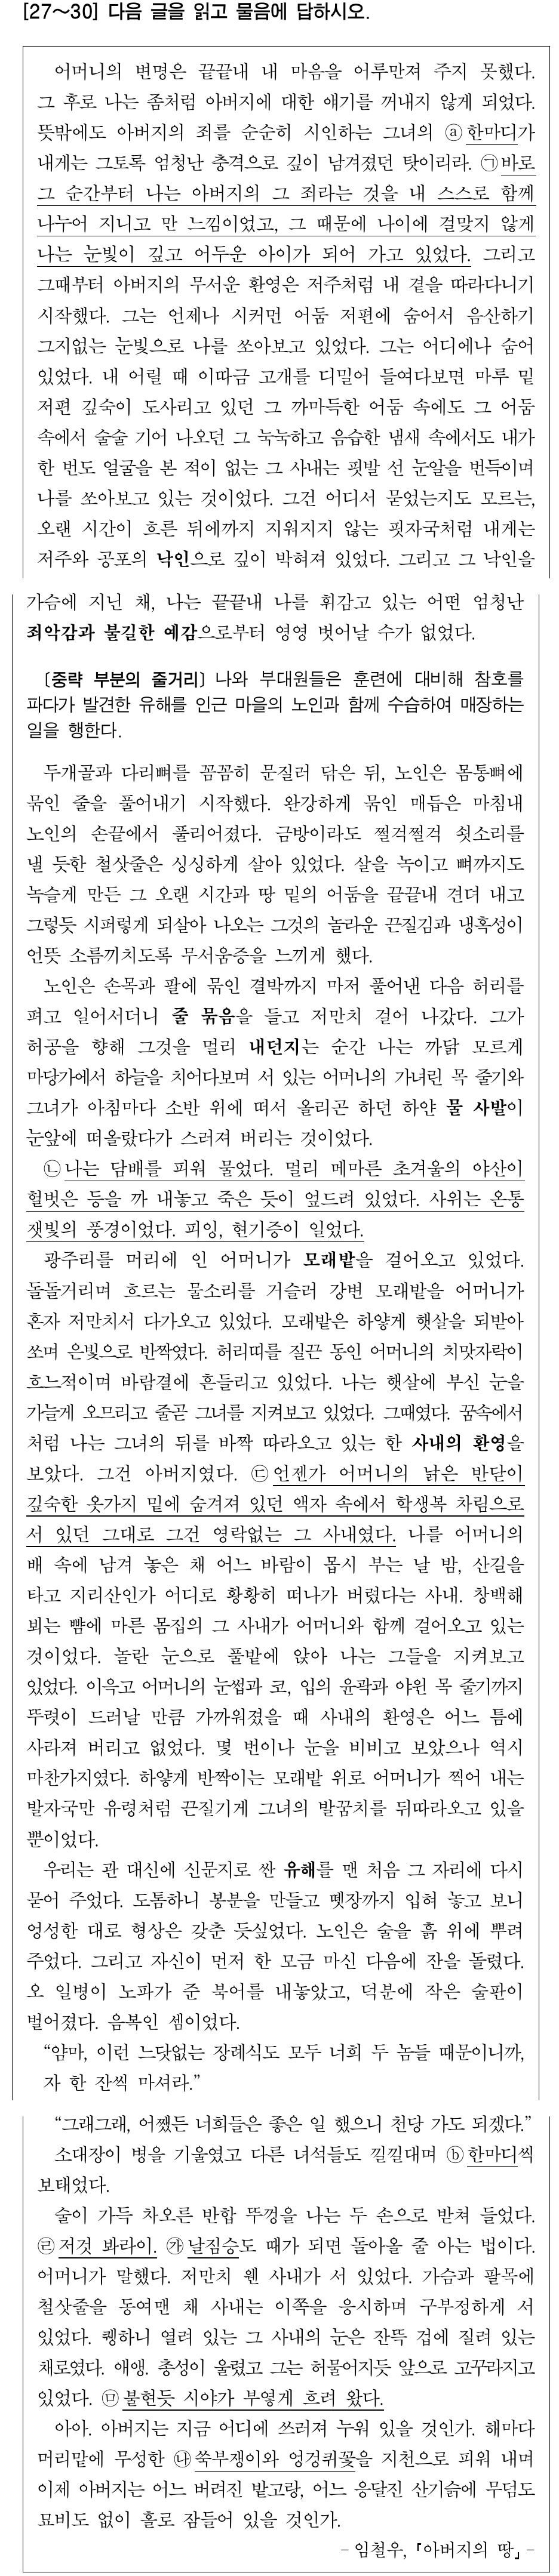 [27～30] 다음 글을 읽고 물음에 답하시오.
어머니의 변명은 끝끝내 내 마음을 어루만져 주지 못했다.
그 후로 나는 좀처럼 아버지에 대한 얘기를 꺼내지 않게 되었다.
뜻밖에도 아버지의 죄를 순순히 시인하는 그녀의 ⓐ한마디가
내게는 그토록 엄청난 충격으로 깊이 남겨졌던 탓이리라. ㉠바로
그 순간부터 나는 아버지의 그 죄라는 것을 내 스스로 함께
나누어 지니고 만 느낌이었고, 그 때문에 나이에 걸맞지 않게
나는 눈빛이 깊고 어두운 아이가 되어 가고 있었다. 그리고
그때부터 아버지의 무서운 환영은 저주처럼 내 곁을 따라다니기
시작했다. 그는 언제나 시커먼 어둠 저편에 숨어서 음산하기
그지없는 눈빛으로 나를 쏘아보고 있었다. 그는 어디에나 숨어
있었다. 내 어릴 때 이따금 고개를 디밀어 들여다보면 마루 밑
저편 깊숙이 도사리고 있던 그 까마득한 어둠 속에도 그 어둠
속에서 술술 기어 나오던 그 눅눅하고 음습한 냄새 속에서도 내가
한 번도 얼굴을 본 적이 없는 그 사내는 핏발 선 눈알을 번득이며
나를 쏘아보고 있는 것이었다. 그건 어디서 묻었는지도 모르는,
오랜 시간이 흐른 뒤에까지 지워지지 않는 핏자국처럼 내게는
저주와 공포의 낙인으로 깊이 박혀져 있었다. 그리고 그 낙인을
가슴에 지닌 채, 나는 끝끝내 나를 휘감고 있는 어떤 엄청난
죄악감과 불길한 예감으로부터 영영 벗어날 수가 없었다.
[중략 부분의 줄거리] 나와 부대원들은 훈련에 대비해 참호를
파다가 발견한 유해를 인근 마을의 노인과 함께 수습하여 매장하는
일을 행한다.
두개골과 다리뼈를 꼼꼼히 문질러 닦은 뒤, 노인은 몸통뼈에
묶인 줄을 풀어내기 시작했다. 완강하게 묶인 매듭은 마침내
노인의 손끝에서 풀리어졌다. 금방이라도 쩔걱쩔걱 쇳소리를
낼 듯한 철삿줄은 싱싱하게 살아 있었다. 살을 녹이고 뼈까지도
녹슬게 만든 그 오랜 시간과 땅 밑의 어둠을 끝끝내 견뎌 내고
그렇듯 시퍼렇게 되살아 나오는 그것의 놀라운 끈질김과 냉혹성이
언뜻 소름끼치도록 무서움증을 느끼게 했다.
노인은 손목과 팔에 묶인 결박까지 마저 풀어낸 다음 허리를
펴고 일어서더니 줄 묶음을 들고 저만치 걸어 나갔다. 그가
허공을 향해 그것을 멀리 내던지는 순간 나는 까닭 모르게
마당가에서 하늘을 치어다보며 서 있는 어머니의 가녀린 목 줄기와
그녀가 아침마다 소반 위에 떠서 올리곤 하던 하얀 물 사발이
눈앞에 떠올랐다가 스러져 버리는 것이었다.
㉡나는 담배를 피워 물었다. 멀리 메마른 초겨울의 야산이
헐벗은 등을 까 내놓고 죽은 듯이 엎드려 있었다. 사위는 온통
잿빛의 풍경이었다. 피잉, 현기증이 일었다.
광주리를 머리에 인 어머니가 모래밭을 걸어오고 있었다.
돌돌거리며 흐르는 물소리를 거슬러 강변 모래밭을 어머니가
혼자 저만치서 다가오고 있었다. 모래밭은 하얗게 햇살을 되받아
쏘며 은빛으로 반짝였다. 허리띠를 질끈 동인 어머니의 치맛자락이
흐느적이며 바람결에 흔들리고 있었다. 나는 햇살에 부신 눈을
가늘게 오므리고 줄곧 그녀를 지켜보고 있었다. 그때였다. 꿈속에서
처럼 나는 그녀의 뒤를 바짝 따라오고 있는 한 사내의 환영을
보았다. 그건 아버지였다. ㉢언젠가 어머니의 낡은 반닫이
깊숙한 옷가지 밑에 숨겨져 있던 액자 속에서 학생복 차림으로
서 있던 그대로 그건 영락없는 그 사내였다. 나를 어머니의
배 속에 남겨 놓은 채 어느 바람이 몹시 부는 날 밤, 산길을
타고 지리산인가 어디로 황황히 떠나가 버렸다는 사내. 창백해
뵈는 뺨에 마른 몸집의 그 사내가 어머니와 함께 걸어오고 있는
것이었다. 놀란 눈으로 풀밭에 앉아 나는 그들을 지켜보고
있었다. 이윽고 어머니의 눈썹과 코, 입의 윤곽과 야윈 목 줄기까지
뚜렷이 드러날 만큼 가까워졌을 때 사내의 환영은 어느 틈에
사라져 버리고 없었다. 몇 번이나 눈을 비비고 보았으나 역시
마찬가지였다. 하얗게 반짝이는 모래밭 위로 어머니가 찍어 내는
발자국만 유령처럼 끈질기게 그녀의 발꿈치를 뒤따라오고 있을
뿐이었다.
우리는 관 대신에 신문지로 싼 유해를 맨 처음 그 자리에 다시
묻어 주었다. 도톰하니 봉분을 만들고 뗏장까지 입혀 놓고 보니
엉성한 대로 형상은 갖춘 듯싶었다. 노인은 술을 흙 위에 뿌려
주었다. 그리고 자신이 먼저 한 모금 마신 다음에 잔을 돌렸다.
오 일병이 노파가 준 북어를 내놓았고, 덕분에 작은 술판이
벌어졌다. 음복인 셈이었다.
“얌마, 이런 느닷없는 장례식도 모두 너희 두 놈들 때문이니까,
자 한 잔씩 마셔라.”
“그래그래, 어쨌든 너희들은 좋은 일 했으니 천당 가도 되겠다.”
소대장이 병을 기울였고 다른 녀석들도 낄낄대며 ⓑ한마디씩
보태었다.
술이 가득 차오른 반합 뚜껑을 나는 두 손으로 받쳐 들었다.
㉣저것 봐라이. ㉮날짐승도 때가 되면 돌아올 줄 아는 법이다.
어머니가 말했다. 저만치 웬 사내가 서 있었다. 가슴과 팔목에
철삿줄을 동여맨 채 사내는 이쪽을 응시하며 구부정하게 서
있었다. 퀭하니 열려 있는 그 사내의 눈은 잔뜩 겁에 질려 있는
채로였다. 애앵. 총성이 울렸고 그는 허물어지듯 앞으로 고꾸라지고
있었다. ㉤불현듯 시야가 부옇게 흐려 왔다.
아아. 아버지는 지금 어디에 쓰러져 누워 있을 것인가. 해마다
머리맡에 무성한 ㉯쑥부쟁이와 엉겅퀴꽃을 지천으로 피워 내며
이제 아버지는 어느 버려진 밭고랑, 어느 응달진 산기슭에 무덤도
묘비도 없이 홀로 잠들어 있을 것인가.
– 임철우, 「아버지의 땅」 –